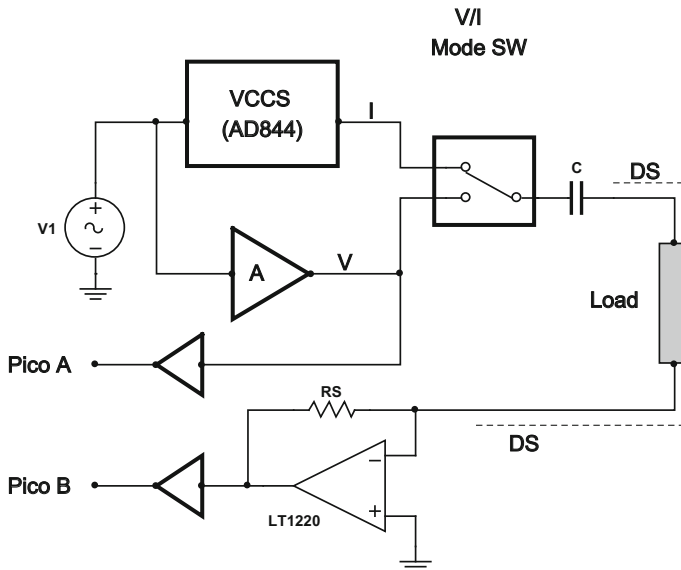 V/I
Mode SW
VCCS
(AD844)
I
C
DS
+
V1
−
A
V
Load
Pico A
RS
DS
−
Pico B
+
LT1220